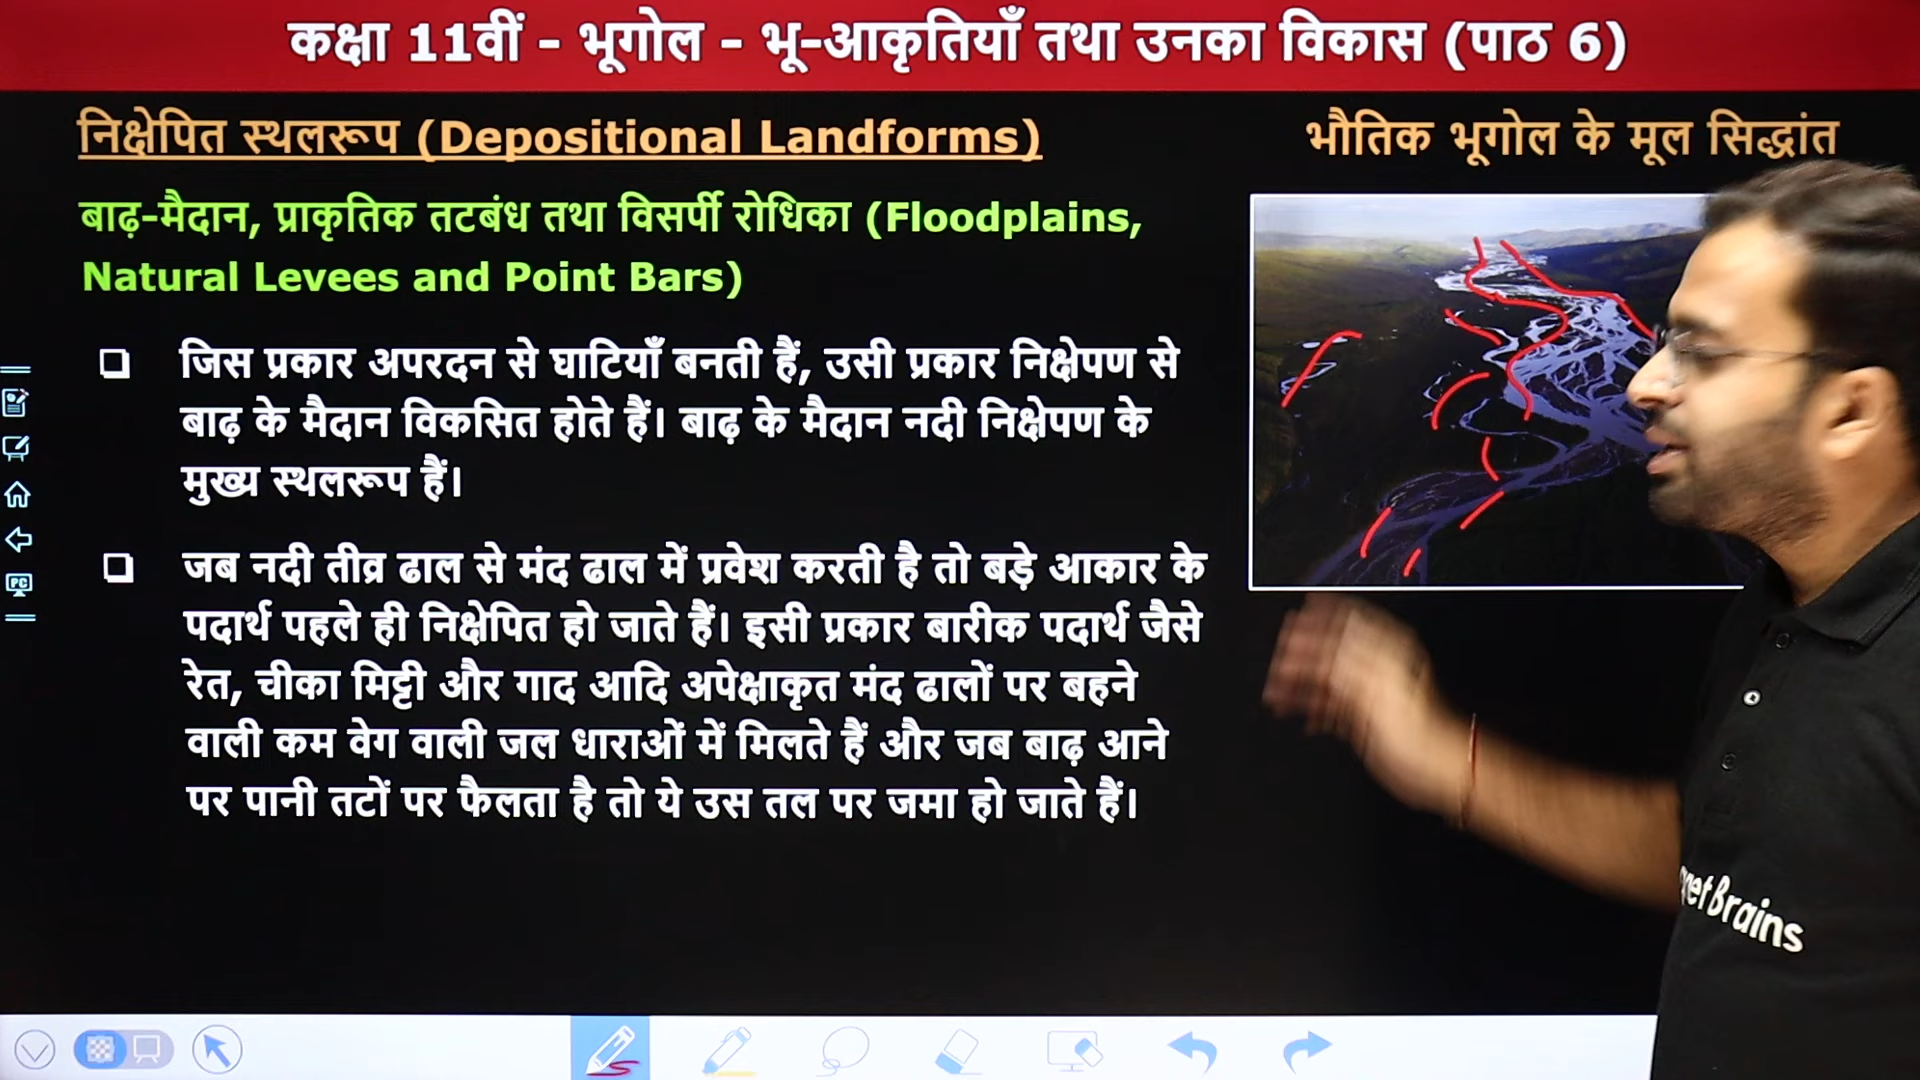 कक्षा 11वीं - भूगोल - भू-आकृतियाँ तथा उनका विकास (पाठ 6)
निक्षेपित स्थलरूप (Depositional Landforms)
भौतिक भूगोल के मूल सिद्धांत
बाढ़-मैदान, प्राकृतिक तटबंध तथा विसर्पी रोधिका (Floodplains,
Natural Levees and Point Bars)
जिस प्रकार अपरदन से घाटियाँ बनती हैं, उसी प्रकार निक्षेपण से
बाढ़ के मैदान विकसित होते हैं। बाढ़ के मैदान नदी निक्षेपण के
मुख्य स्थलरूप हैं।
जब नदी तीव्र ढाल से मंद ढाल में प्रवेश करती है तो बड़े आकार के
पदार्थ पहले ही निक्षेपित हो जाते हैं। इसी प्रकार बारीक पदार्थ जैसे
रेत, चीका मिट्टी और गाद आदि अपेक्षाकृत मंद ढालों पर बहने
वाली कम वेग वाली जल धाराओं में मिलते हैं और जब बाढ़ आने
पर पानी तटों पर फैलता है तो ये उस तल पर जमा हो जाते हैं।
PC
Brains